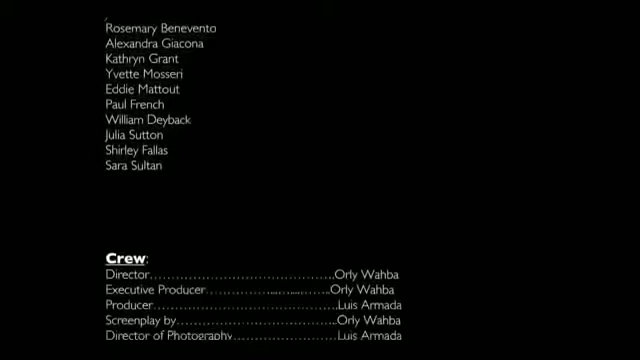 Rosemary Benevento
Alexandra Giacona
Kathryn Grant
Yvette Mosseri
Eddie Mattout
Paul French
William Deyback
Julia Sutton
Shirley Fallas
Sara Sultan
Crew:
Director……………………………………..Orly Wahba
Executive Producer……………...…...……..Orly Wahba
Producer…………………………………….Luis Armada
Screenplay by………………………………...Orly Wahba
Director of Photography…………………….Luis Armada